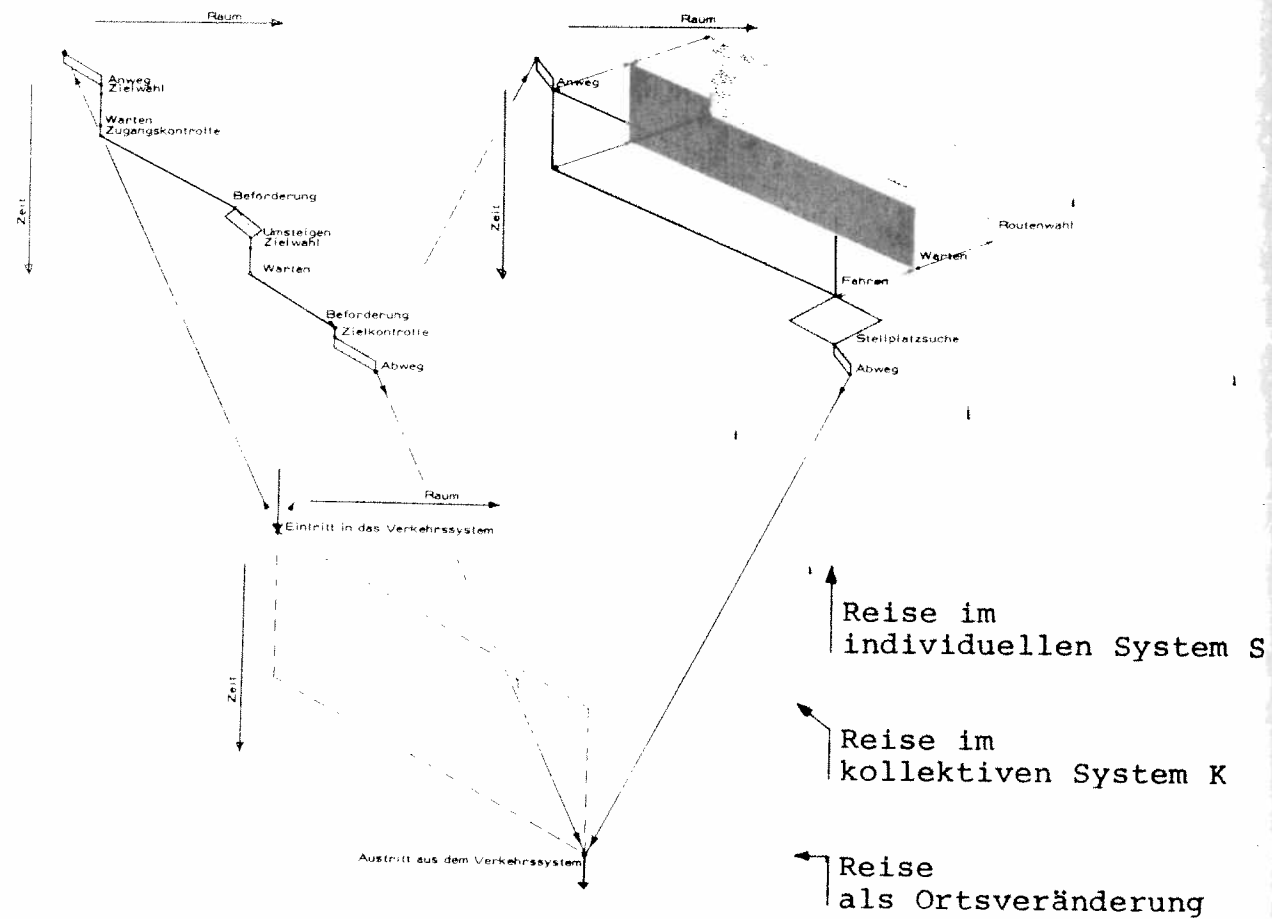 Raum
Anweg
Zielwahl
Warten
Zugangskontrolle
Zeit
Beförderung
Umsteigen
Zielwahl
Warten
Beförderung
Zielkontrolle
Abweg
Raum
Anweg
Zeit
Routenwahl
Warten
Fahren
Stellplatzsuche
Abweg
Raum
Eintritt in das Verkehrssystem
Zeit
Austritt aus dem Verkehrssystem
Reise im
individuellen System S
Reise im
kollektiven System K
Reise
als Ortsveränderung